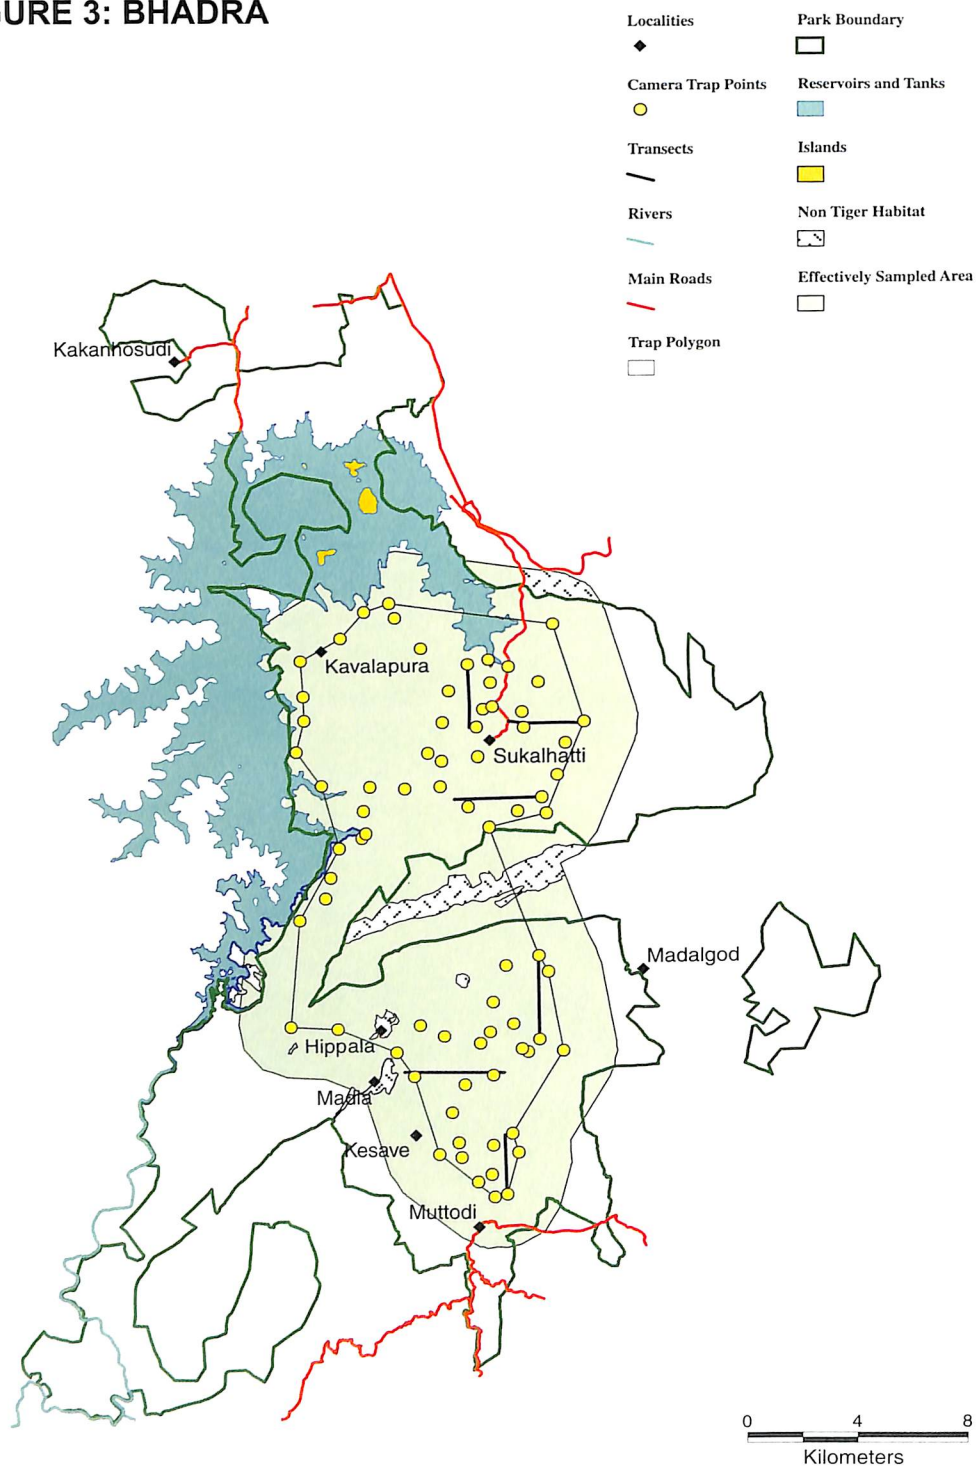 URE 3: BHADRA
Localities
Park Boundary
Camera Trap Points
Reservoirs and Tanks
Transects
Islands
Rivers
Non Tiger Habitat
Main Roads
Effectively Sampled Area
Trap Polygon
Kakanhosudi
Kavalapura
Sukalhatti
Madalgod
Hippala
Madla
Kesave
Muttodi
0 4 8
Kilometers